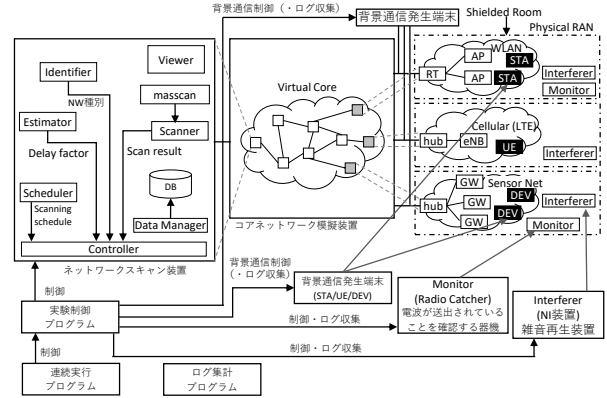 背景通信制御（・ログ収集）
背景通信発生端末
Shielded Room
Physical RAN
Viewer
Identifier
NW種別
masscan
Estimator
Delay factor
Scanner
Scan result
DB
Scheduler
Scanning
schedule
Data Manager
Controller
ネットワークスキャン装置
Virtual Core
コアネットワーク模擬装置
WLAN
RT
AP
STA
AP
STA
Interferer
Monitor
Cellular (LTE)
hub
eNB
UE
Interferer
Sensor Net
hub
GW
GW
GW
DEV
DEV
Interferer
Monitor
制御
実験制御
プログラム
制御
連続実行
プログラム
ログ集計
プログラム
背景通信制御
（・ログ収集）
背景通信発生端末
(STA/UE/DEV)
制御・ログ収集
制御・ログ収集
Monitor
(Radio Catcher)
電波が送出されている
ことを確認する器機
Interferer
(NI装置)
雑音再生装置